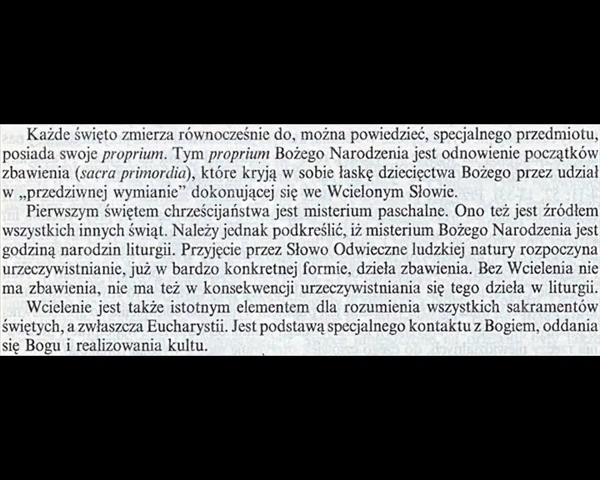 Każde święto zmierza równocześnie do, można powiedzieć, specjalnego przedmiotu,
posiada swoje proprium. Tym proprium Bożego Narodzenia jest odnowienie początków
zbawienia (sacra primordia), które kryją w sobie łaskę dziecięctwa Bożego przez udział
w „przedziwnej wymianie” dokonującej się we Wcielonym Słowie.
Pierwszym świętem chrześcijaństwa jest misterium paschalne. Ono też jest źródłem
wszystkich innych świąt. Należy jednak podkreślić, iż misterium Bożego Narodzenia jest
godziną narodzin liturgii. Przyjęcie przez Słowo Odwieczne ludzkiej natury rozpoczyna
urzeczywistnianie, już w bardzo konkretnej formie, dzieła zbawienia. Bez Wcielenia nie
ma zbawienia, nie ma też w konsekwencji urzeczywistniania się tego dzieła w liturgii.
Wcielenie jest także istotnym elementem dla rozumienia wszystkich sakramentów
świętych, a zwłaszcza Eucharystii. Jest podstawą specjalnego kontaktu z Bogiem, oddania
się Bogu i realizowania kultu.